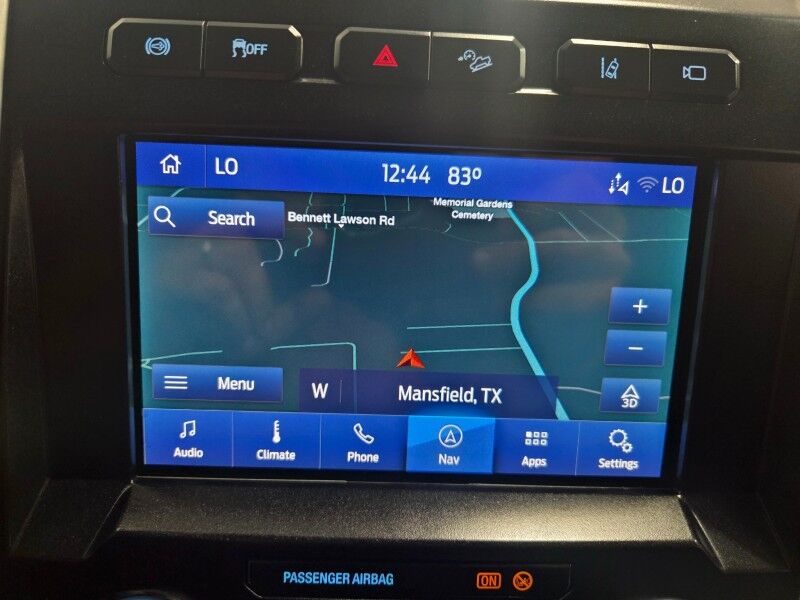 OFF
LO 12:44 83° LO
Search
Bennett Lawson Rd
Memorial Gardens
Cemetery
+
−
3D
Menu
W Mansfield, TX
Audio Climate Phone Nav Apps Settings
PASSENGER AIRBAG ON